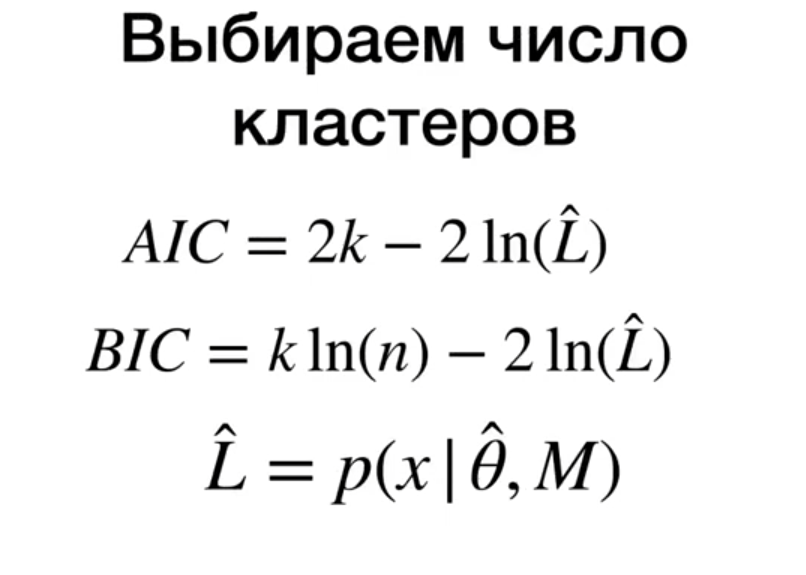 Выбираем число
кластеров
AIC = 2k − 2 ln(L̂)
BIC = k ln(n) − 2 ln(L̂)
L̂ = p(x | θ̂, M)